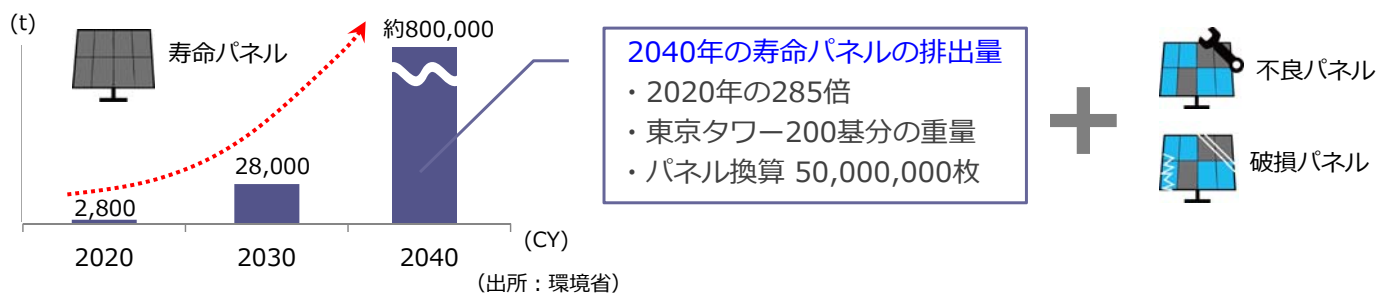 (t)
寿命パネル
約800,000
28,000
2,800
2020
2030
2040
(CY)
（出所：環境省）
2040年の寿命パネルの排出量
・2020年の285倍
・東京タワー200基分の重量
・パネル換算 50,000,000枚
不良パネル
破損パネル